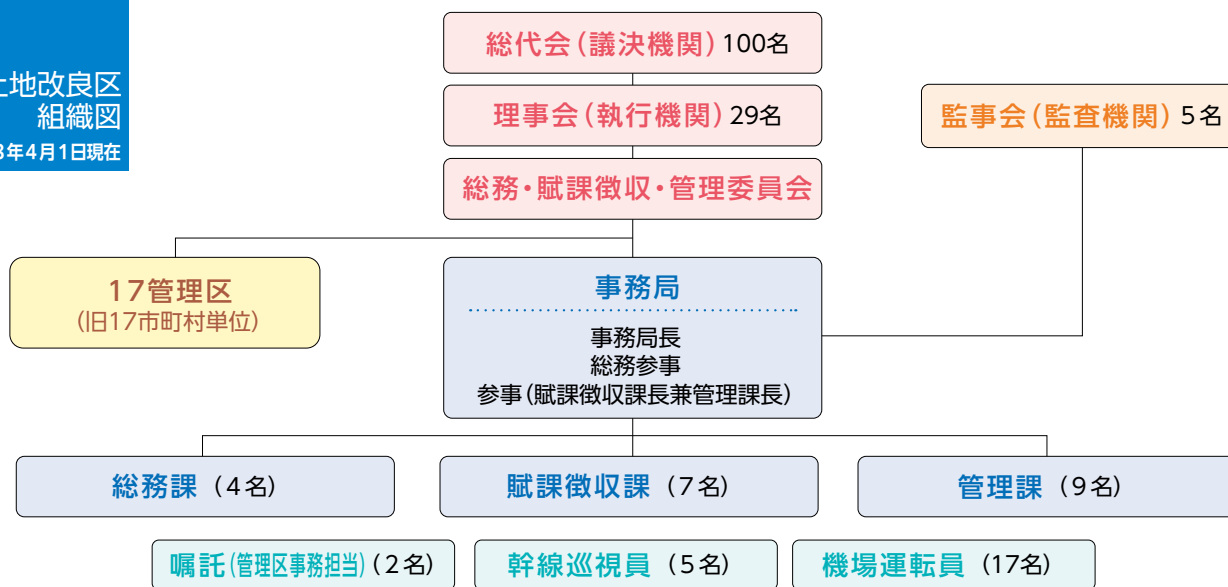 土地改良区
組織図
3年4月1日現在
総代会(議決機関)100名
理事会(執行機関)29名
監事会(監査機関)5名
総務・賦課徴収・管理委員会
17管理区
(旧17市町村単位)
事務局
事務局長
総務参事
参事(賦課徴収課長兼管理課長)
総務課(4名)
賦課徴収課(7名)
管理課(9名)
嘱託(管理区事務担当)(2名)
幹線巡視員(5名)
機場運転員(17名)